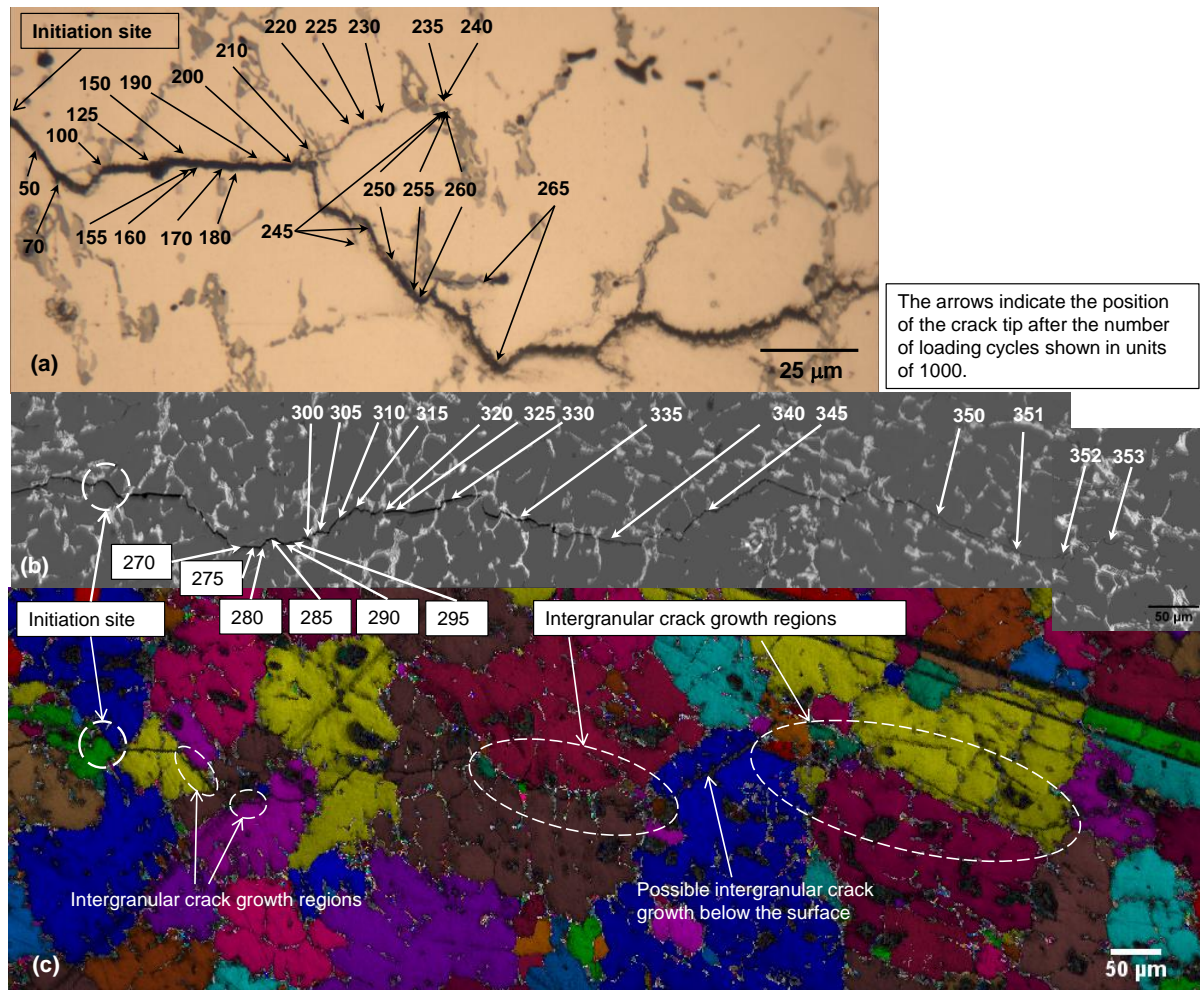 Initiation site
220 225 230 235 240
210
150 190 200
125
100
50
70
155 160 170 180
245
250 255 260 265
(a)
25 μm
The arrows indicate the position
of the crack tip after the number
of loading cycles shown in units
of 1000.
300 305 310 315 320 325 330 335 340 345 350 351 352 353
270
275
280 285 290 295
(b)
50 μm
Initiation site
Intergranular crack growth regions
Intergranular crack growth regions
Possible intergranular crack
growth below the surface
(c)
50 μm